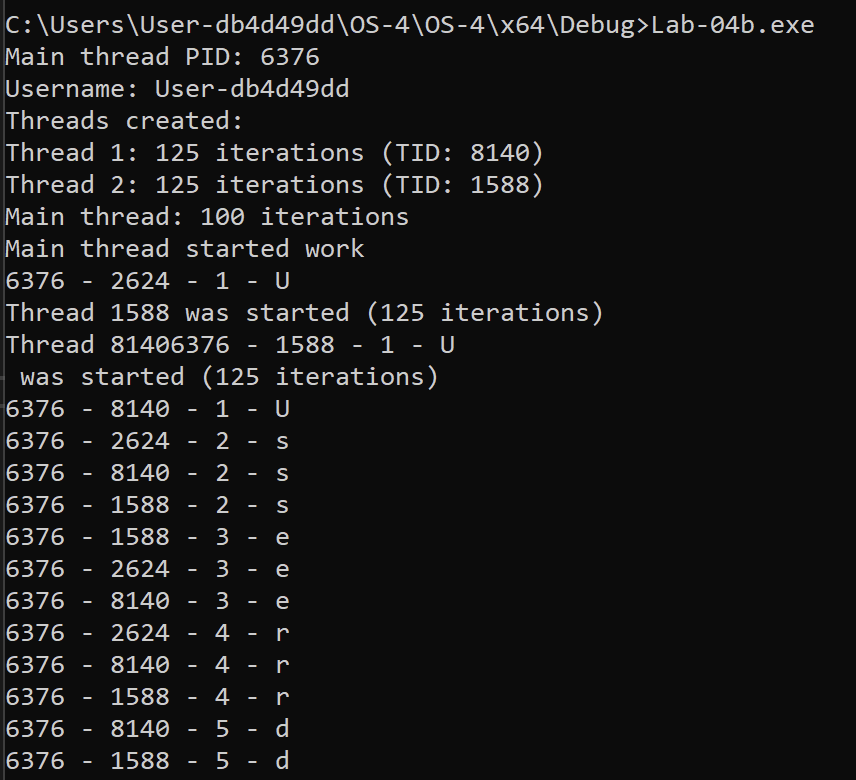 C:\Users\User-db4d49dd\OS-4\OS-4\x64\Debug>Lab-04b.exe
Main thread PID: 6376
Username: User-db4d49dd
Threads created:
Thread 1: 125 iterations (TID: 8140)
Thread 2: 125 iterations (TID: 1588)
Main thread: 100 iterations
Main thread started work
6376 - 2624 - 1 - U
Thread 1588 was started (125 iterations)
Thread 81406376 - 1588 - 1 - U
 was started (125 iterations)
6376 - 8140 - 1 - U
6376 - 2624 - 2 - s
6376 - 8140 - 2 - s
6376 - 1588 - 2 - s
6376 - 1588 - 3 - e
6376 - 2624 - 3 - e
6376 - 8140 - 3 - e
6376 - 2624 - 4 - r
6376 - 8140 - 4 - r
6376 - 1588 - 4 - r
6376 - 8140 - 5 - d
6376 - 1588 - 5 - d